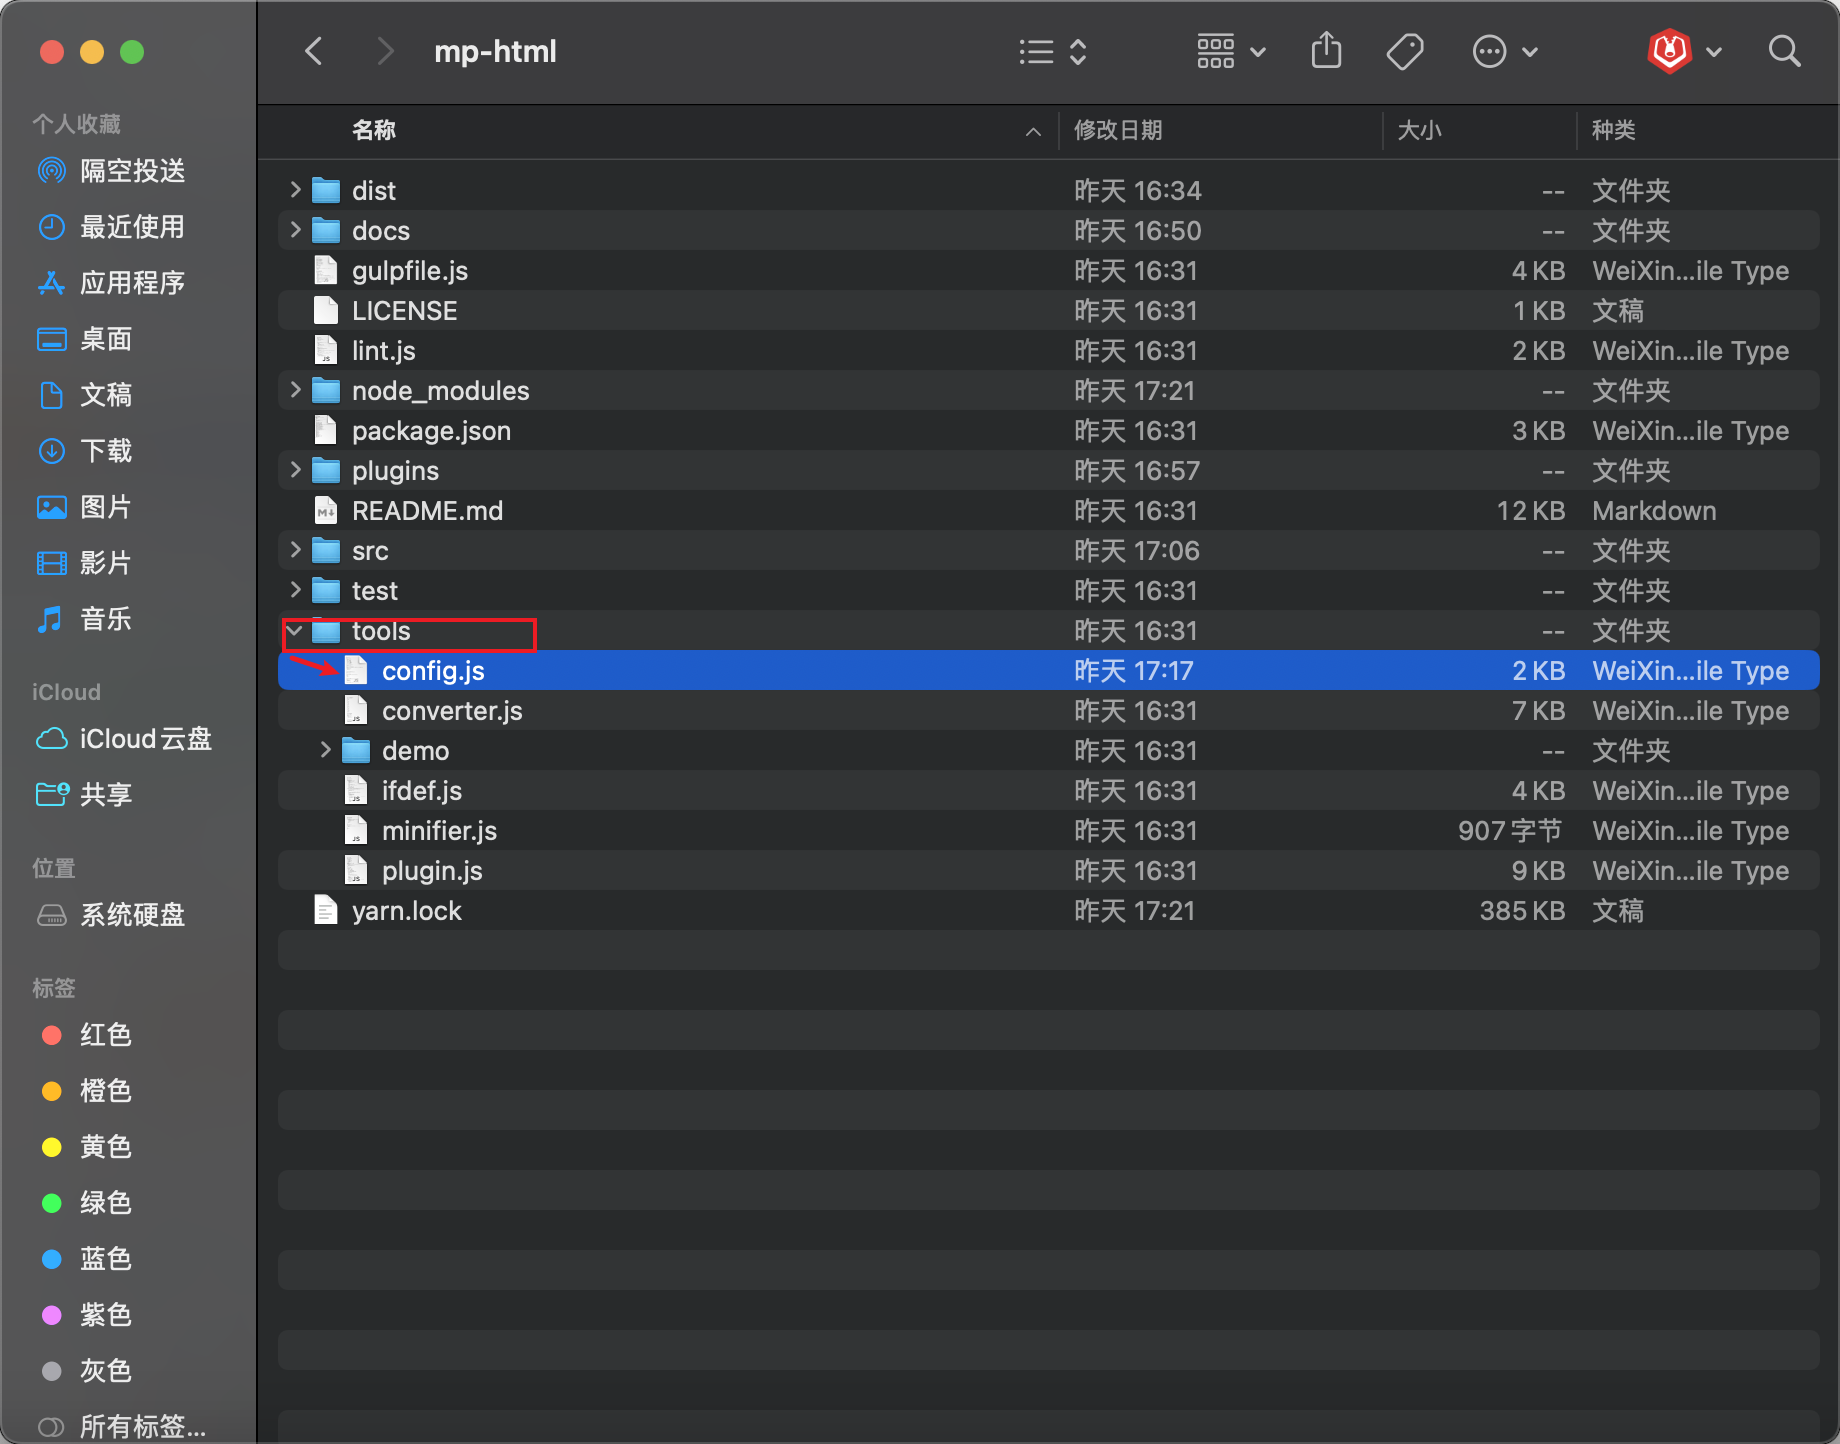 mp-html
个人收藏
隔空投送
最近使用
应用程序
桌面
文稿
下载
图片
影片
音乐
iCloud
iCloud云盘
共享
位置
系统硬盘
标签
红色
橙色
黄色
绿色
蓝色
紫色
灰色
所有标签...
名称 修改日期 大小 种类
dist 昨天 16:34 -- 文件夹
docs 昨天 16:50 -- 文件夹
gulpfile.js 昨天 16:31 4 KB WeiXin...ile Type
LICENSE 昨天 16:31 1 KB 文稿
lint.js 昨天 16:31 2 KB WeiXin...ile Type
node_modules 昨天 17:21 -- 文件夹
package.json 昨天 16:31 3 KB WeiXin...ile Type
plugins 昨天 16:57 -- 文件夹
README.md 昨天 16:31 12 KB Markdown
src 昨天 17:06 -- 文件夹
test 昨天 16:31 -- 文件夹
tools 昨天 16:31 -- 文件夹
config.js 昨天 17:17 2 KB WeiXin...ile Type
converter.js 昨天 16:31 7 KB WeiXin...ile Type
demo 昨天 16:31 -- 文件夹
ifdef.js 昨天 16:31 4 KB WeiXin...ile Type
minifier.js 昨天 16:31 907 字节 WeiXin...ile Type
plugin.js 昨天 16:31 9 KB WeiXin...ile Type
yarn.lock 昨天 17:21 385 KB 文稿